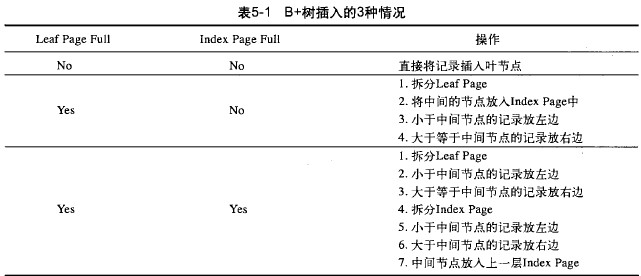 表5-1 B+树插入的3种情况
Leaf Page Full Index Page Full 操作
No No 直接将记录插入叶节点
1. 拆分Leaf Page
2. 将中间的节点放入Index Page中
Yes No
3. 小于中间节点的记录放左边
4. 大于等于中间节点的记录放右边
1. 拆分Leaf Page
2. 小于中间节点的记录放左边
3. 大于等于中间节点的记录放右边
Yes Yes 4. 拆分Index Page
5. 小于中间节点的记录放左边
6. 大于中间节点的记录放右边
7. 中间节点放入上一层Index Page